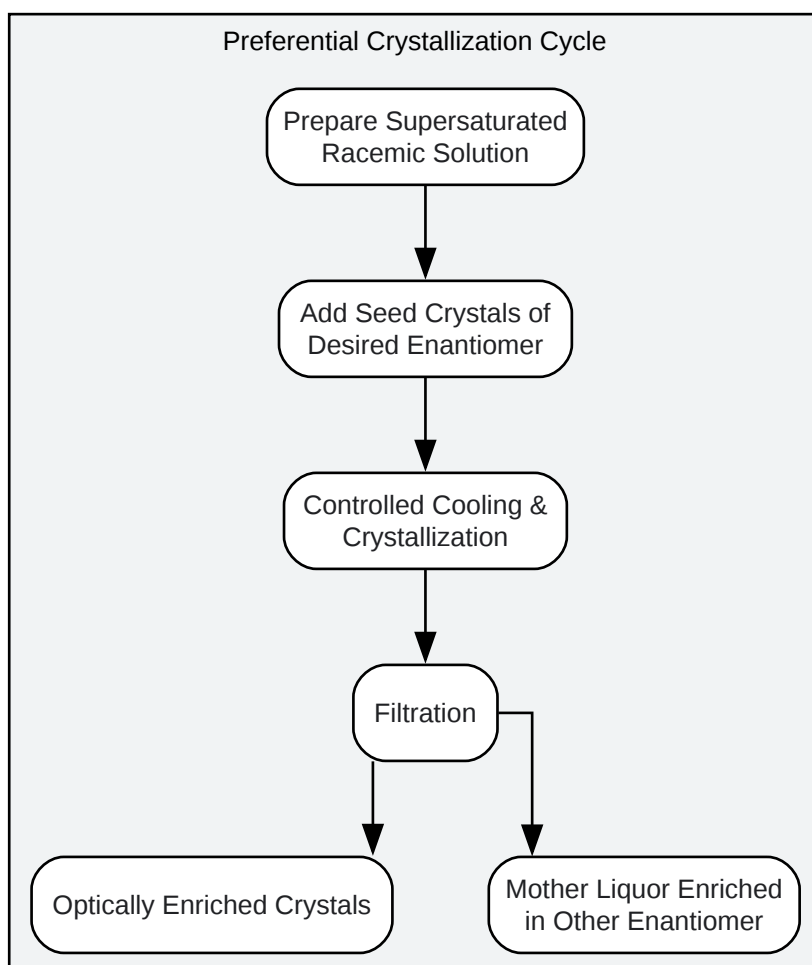 Preferential Crystallization Cycle
Prepare Supersaturated
Racemic Solution
Add Seed Crystals of
Desired Enantiomer
Controlled Cooling &
Crystallization
Filtration
Optically Enriched Crystals
Mother Liquor Enriched
in Other Enantiomer